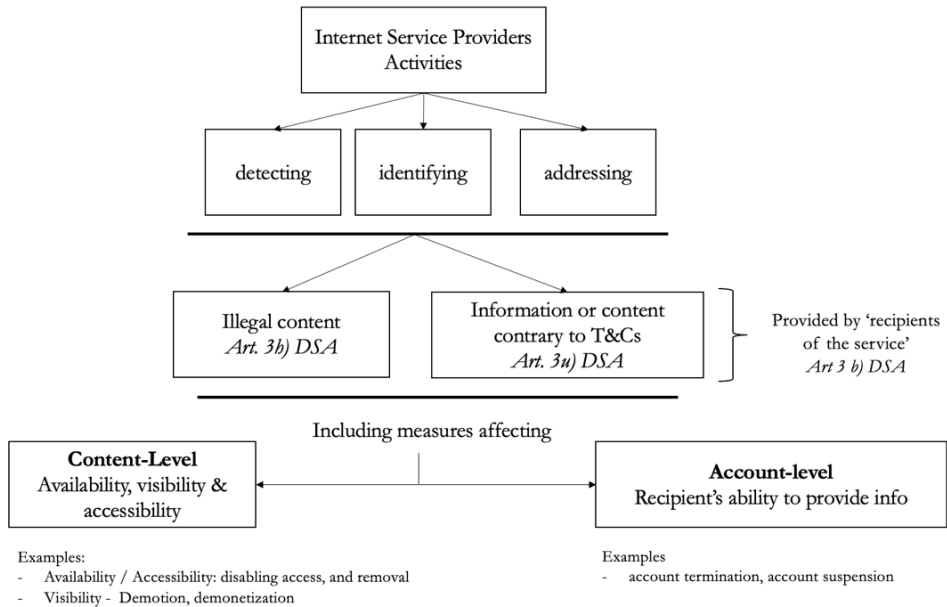 Internet Service Providers
Activities
detecting
identifying
addressing
Illegal content
Art. 3h) DSA
Information or content
contrary to T&Cs
Art. 3u) DSA
Provided by ‘recipients
of the service’
Art 3 b) DSA
Including measures affecting
Content-Level
Availability, visibility &
accessibility
Account-level
Recipient’s ability to provide info
Examples:
- Availability / Accessibility: disabling access, and removal
- Visibility - Demotion, demonetization
Examples
- account termination, account suspension